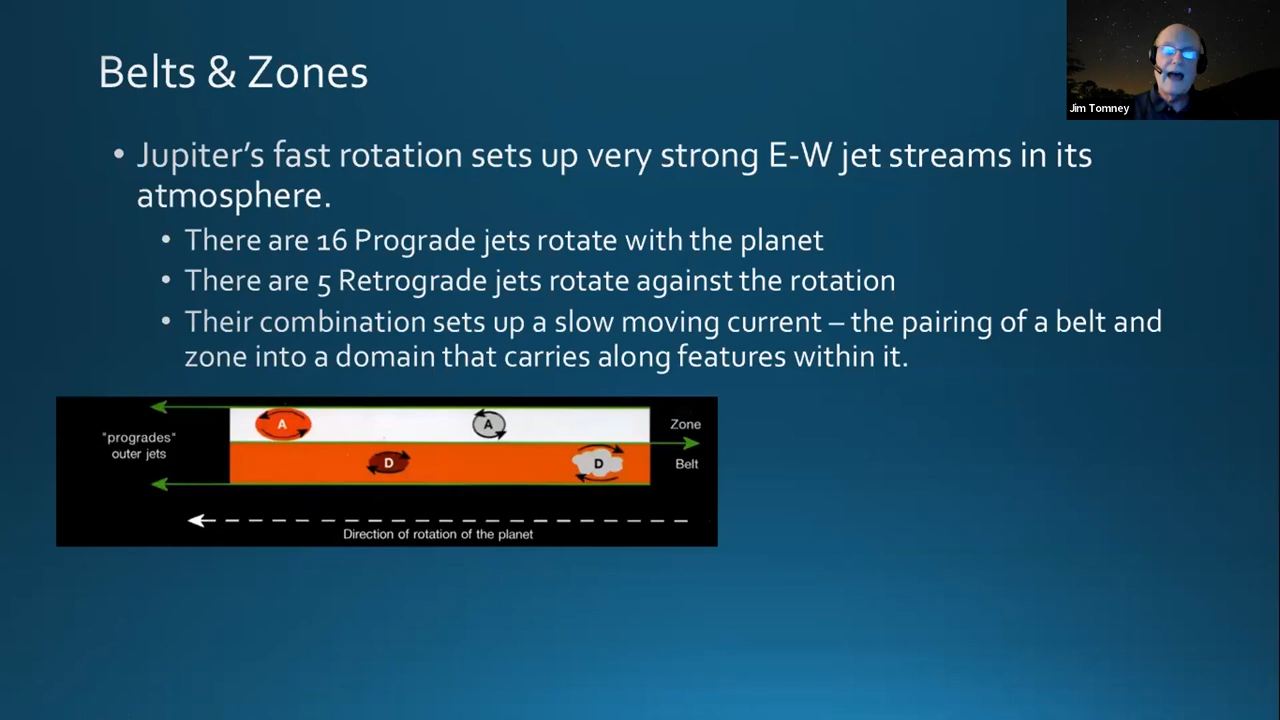 Belts & Zones
Jim Tomney
• Jupiter’s fast rotation sets up very strong E-W jet streams in its
atmosphere.
• There are 16 Prograde jets rotate with the planet
• There are 5 Retrograde jets rotate against the rotation
• Their combination sets up a slow moving current – the pairing of a belt and
zone into a domain that carries along features within it.
"progrades"
outer jets
A
A
Zone
D
D
Belt
Direction of rotation of the planet